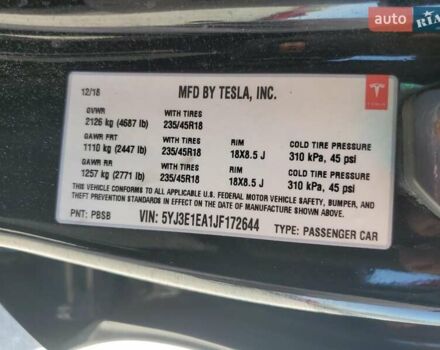 auto
RIA
12/18
MFD BY TESLA, INC.
GVWR WITH TIRES
2126 kg (4687 lb) 235/45R18
GAWR FRT WITH TIRES RIM COLD TIRE PRESSURE
1110 kg (2447 lb) 235/45R18 18X8.5 J 310 kPa, 45 psi
GAWR RR WITH TIRES RIM COLD TIRE PRESSURE
1257 kg (2771 lb) 235/45R18 18X8.5 J 310 kPa, 45 psi
THIS VEHICLE CONFORMS TO ALL APPLICABLE U.S. FEDERAL MOTOR VEHICLE SAFETY, BUMPER, AND
THEFT PREVENTION STANDARDS IN EFFECT ON THE DATE OF MANUFACTURE SHOWN ABOVE.
PNT: PBSB VIN: 5YJ3E1EA1JF172644 TYPE: PASSENGER CAR